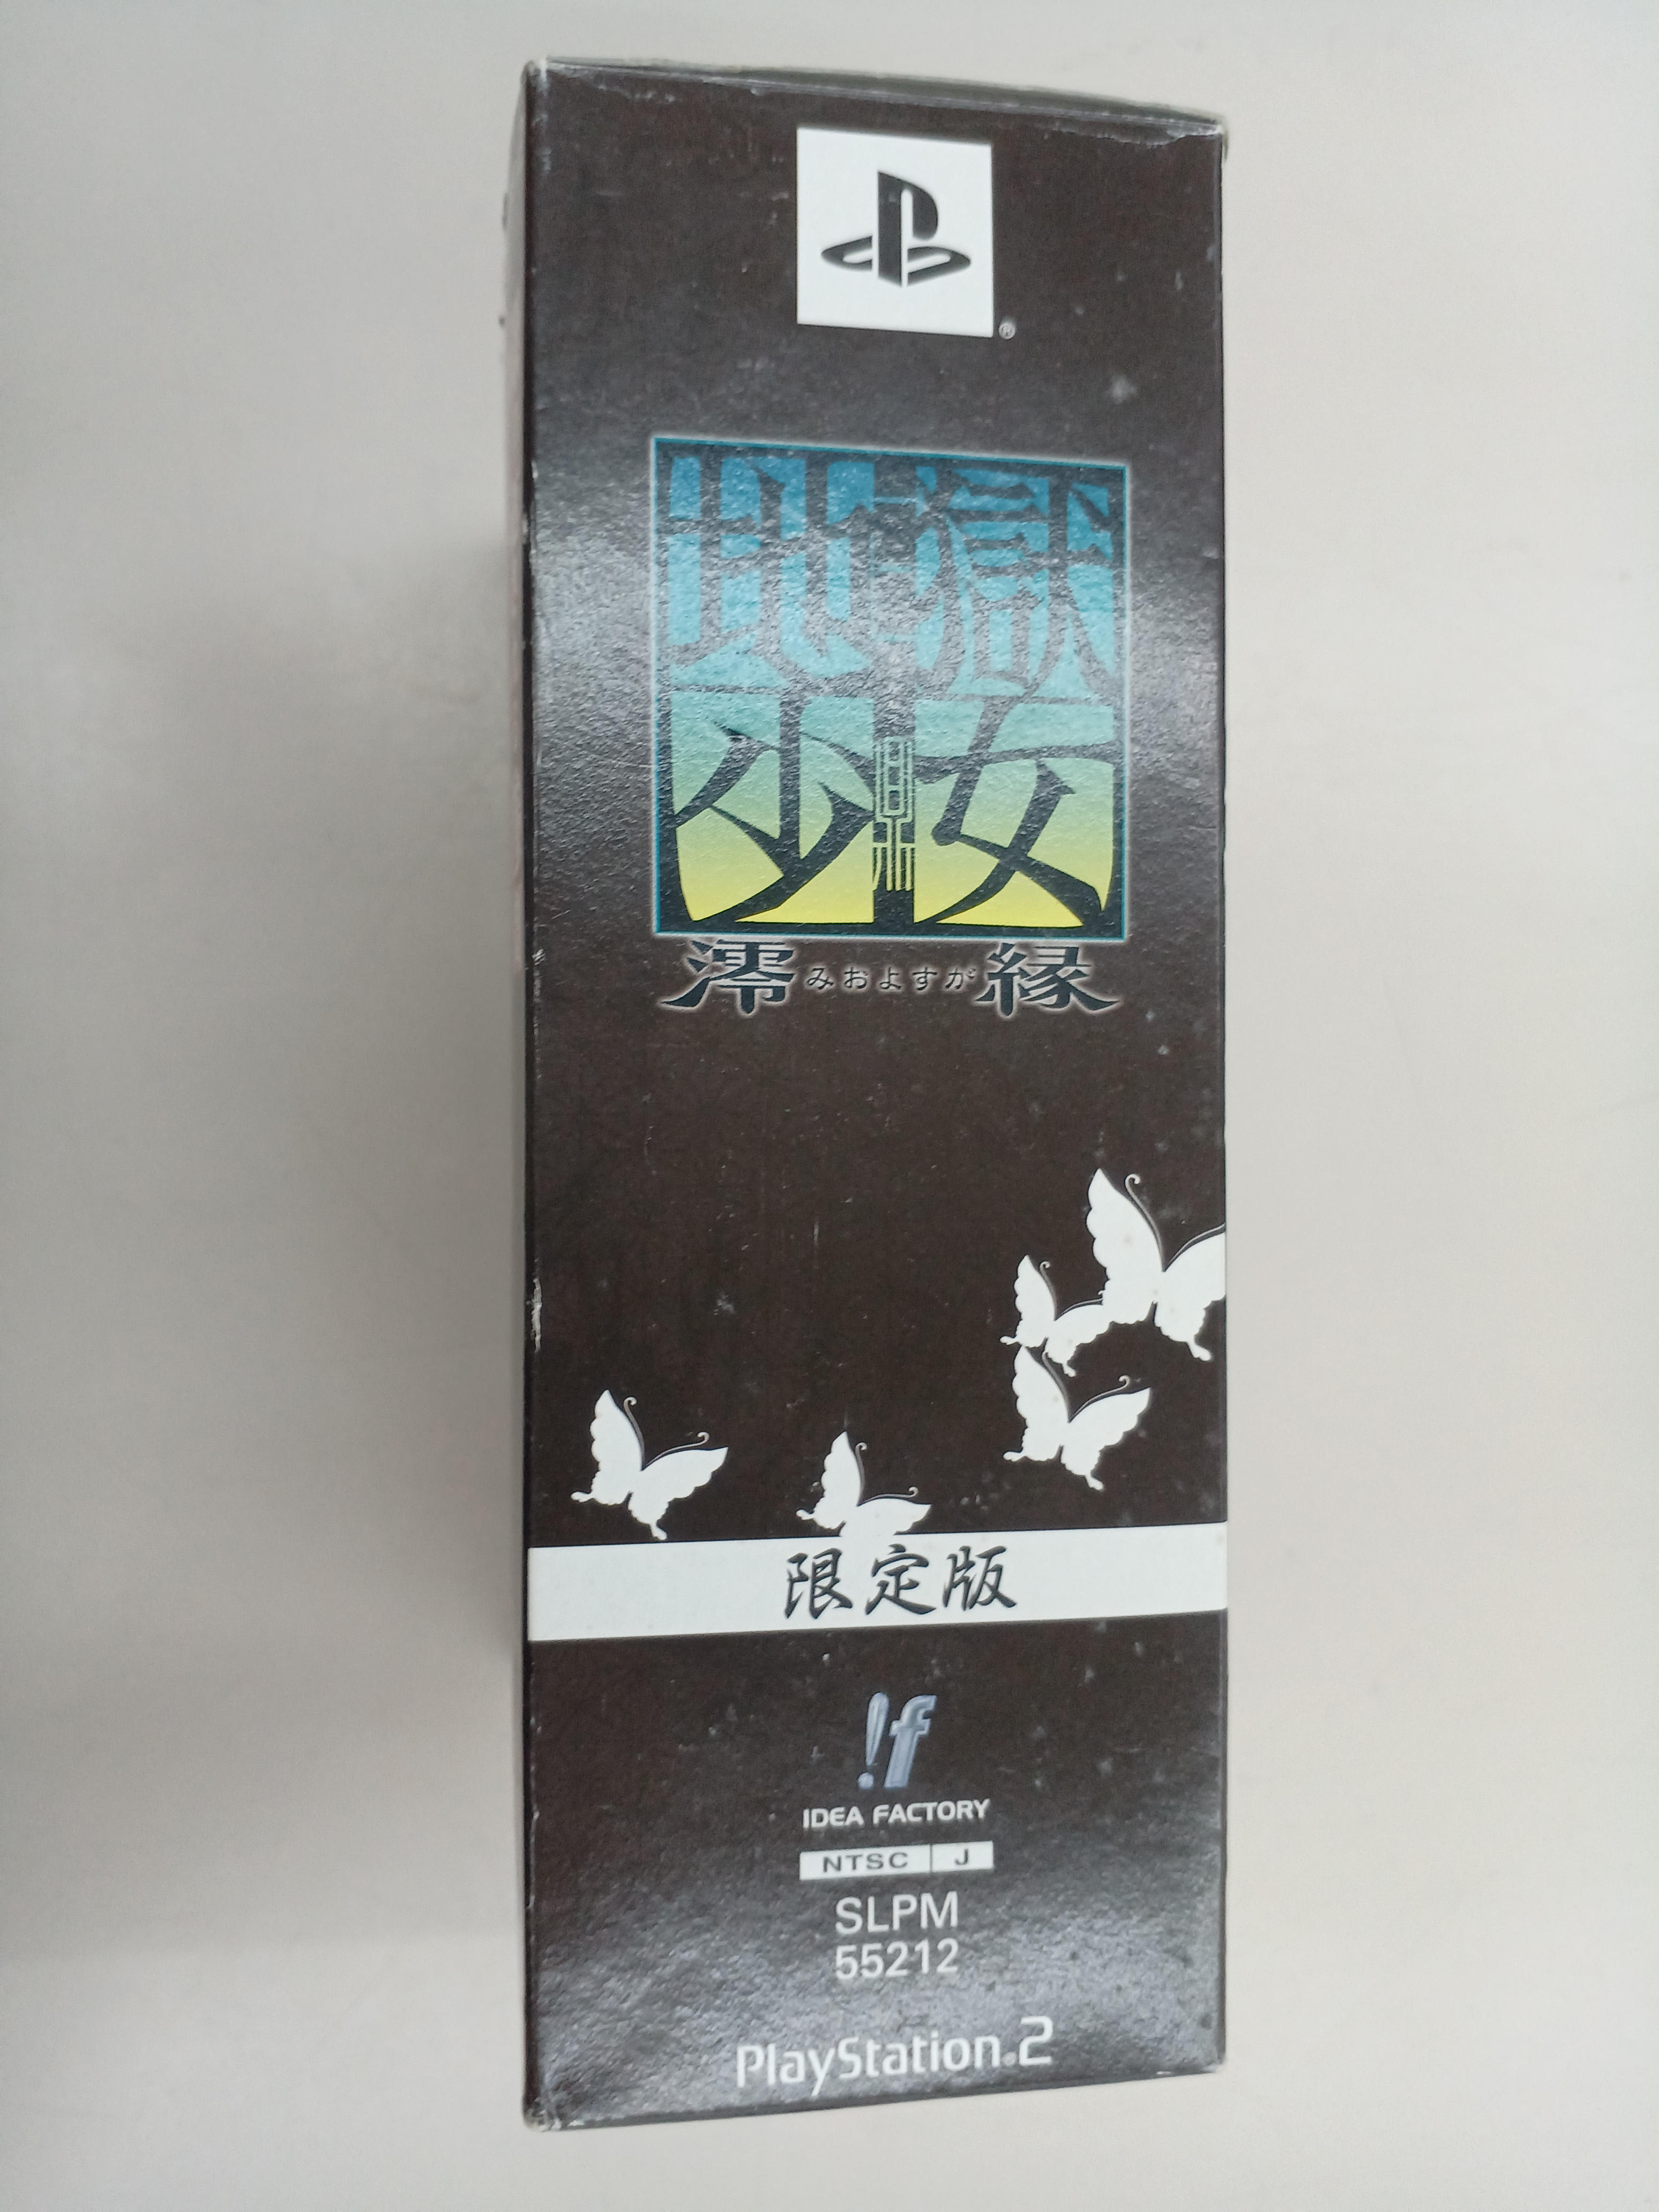 ®
地獄
少女
澪 みおよすが 縁
限定版
!f
IDEA FACTORY
NTSC J
SLPM
55212
PlayStation.2